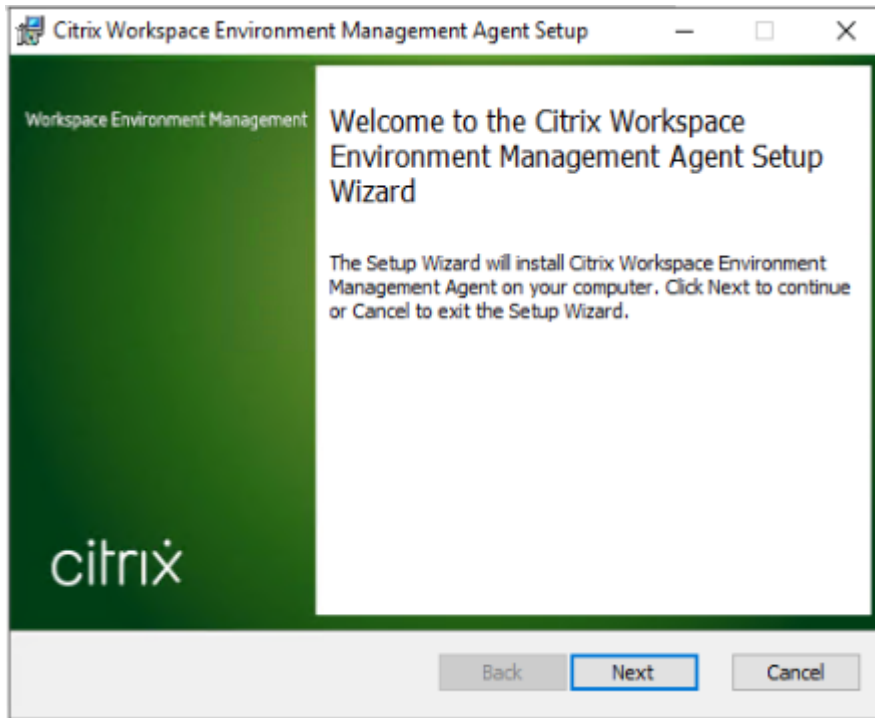 Citrix Workspace Environment Management Agent Setup
Workspace Environment Management
Welcome to the Citrix Workspace
Environment Management Agent Setup
Wizard
The Setup Wizard will install Citrix Workspace Environment
Management Agent on your computer. Click Next to continue
or Cancel to exit the Setup Wizard.
citrix
Back
Next
Cancel